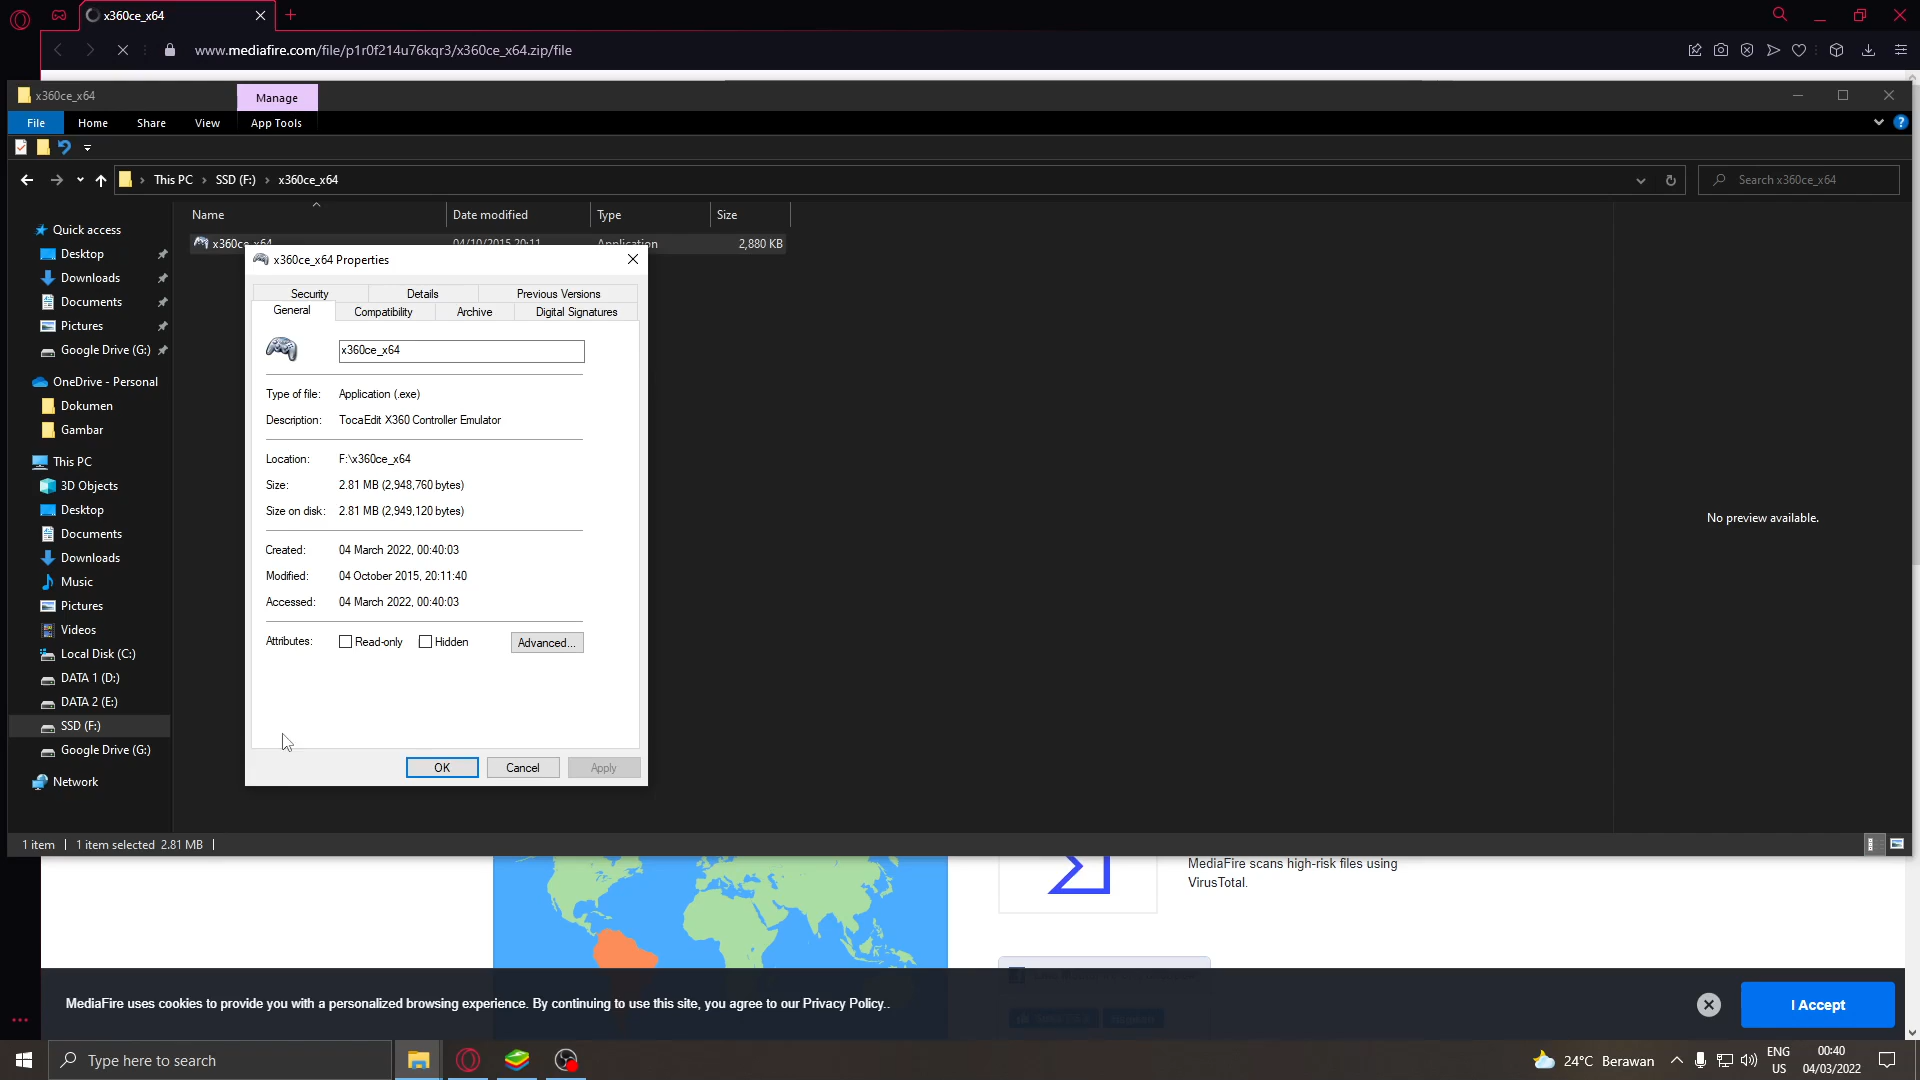 x360ce_x64
www.mediafire.com/file/p1r0f214u76kqr3/x360ce_x64.zip/file
x360ce_x64
Manage
File
Home
Share
View
App Tools
This PC
SSD (F:)
x360ce_x64
Search x360ce_x64
Name
Date modified
Type
Size
x360ce_x64
04/10/2015 20:11
Application
2,880 KB
Quick access
Desktop
Downloads
Documents
Pictures
Google Drive (G:)
OneDrive - Personal
Dokumen
Gambar
This PC
3D Objects
Desktop
Documents
Downloads
Music
Pictures
Videos
Local Disk (C:)
DATA 1 (D:)
DATA 2 (E:)
SSD (F:)
Google Drive (G:)
Network
x360ce_x64 Properties
Security
Details
Previous Versions
General
Compatibility
Archive
Digital Signatures
x360ce_x64
Type of file: Application (.exe)
Description: TocaEdit X360 Controller Emulator
Location: F:\x360ce_x64
Size: 2.81 MB (2,948,760 bytes)
Size on disk: 2.81 MB (2,949,120 bytes)
Created: 04 March 2022, 00:40:03
Modified: 04 October 2015, 20:11:40
Accessed: 04 March 2022, 00:40:03
Attributes: Read-only Hidden Advanced...
OK
Cancel
Apply
No preview available.
1 item
1 item selected 2.81 MB
MediaFire scans high-risk files using
VirusTotal.
MediaFire uses cookies to provide you with a personalized browsing experience. By continuing to use this site, you agree to our Privacy Policy..
I Accept
Type here to search
24°C Berawan
ENG
US
00:40
04/03/2022